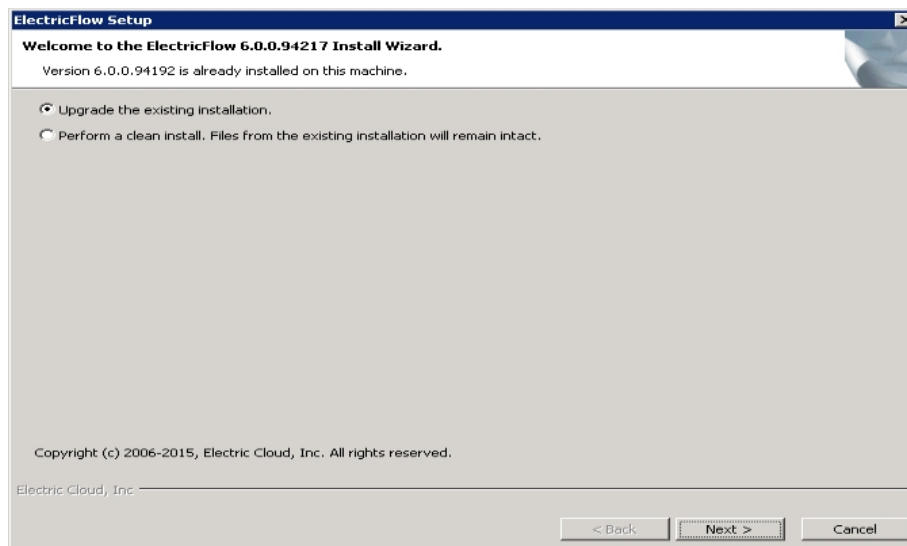 ElectricFlow Setup
Welcome to the ElectricFlow 6.0.0.94217 Install Wizard.
Version 6.0.0.94192 is already installed on this machine.
Upgrade the existing installation.
Perform a clean install. Files from the existing installation will remain intact.
Copyright (c) 2006-2015, Electric Cloud, Inc. All rights reserved.
Electric Cloud, Inc
< Back Next > Cancel